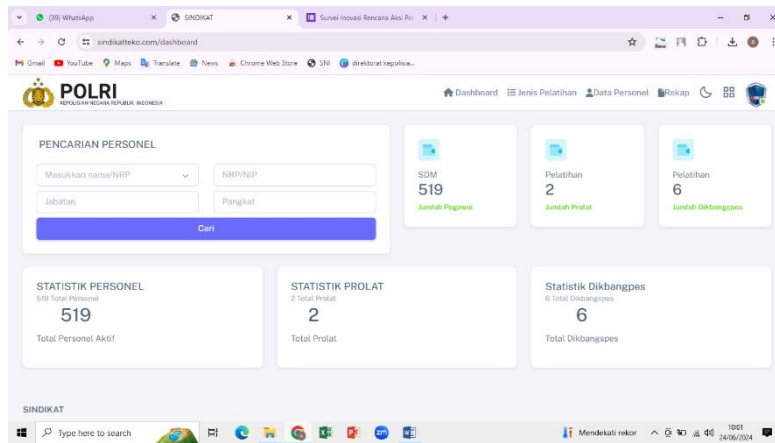 (39) WhatsApp
SINDIKAT
Survei Inovasi Rencana Aksi Per
sindikatteko.com/dashboard
Gmail YouTube Maps Translate News Chrome Web Store SNI direktorat kepolisia...
POLRI
KEPOLISIAN NEGARA REPUBLIK INDONESIA
Dashboard Jenis Pelatihan Data Personel Rekap
PENCARIAN PERSONEL
Masukkan nama/NRP NRP/NIP
Jabatan Pangkat
Cari
SDM
519
Jumlah Pegawai
Pelatihan
2
Jumlah Prolat
Pelatihan
6
Jumlah Dikbangspes
STATISTIK PERSONEL
519 Total Personel
519
Total Personel Aktif
STATISTIK PROLAT
2 Total Prolat
2
Total Prolat
Statistik Dikbangpes
6 Total Dikbangspes
6
Total Dikbangspes
SINDIKAT
Type here to search
Mendekati rekor
10:01
24/06/2024